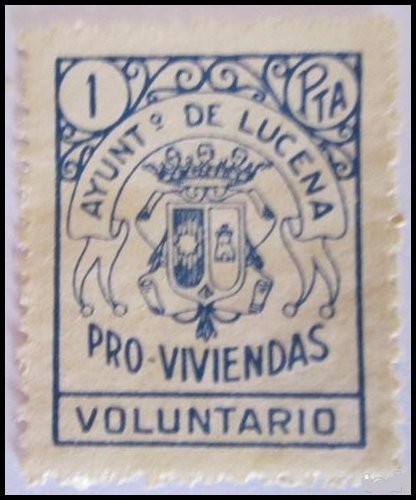 1 PTA
AYUNTº DE LUCENA
PRO-VIVIENDAS
VOLUNTARIO